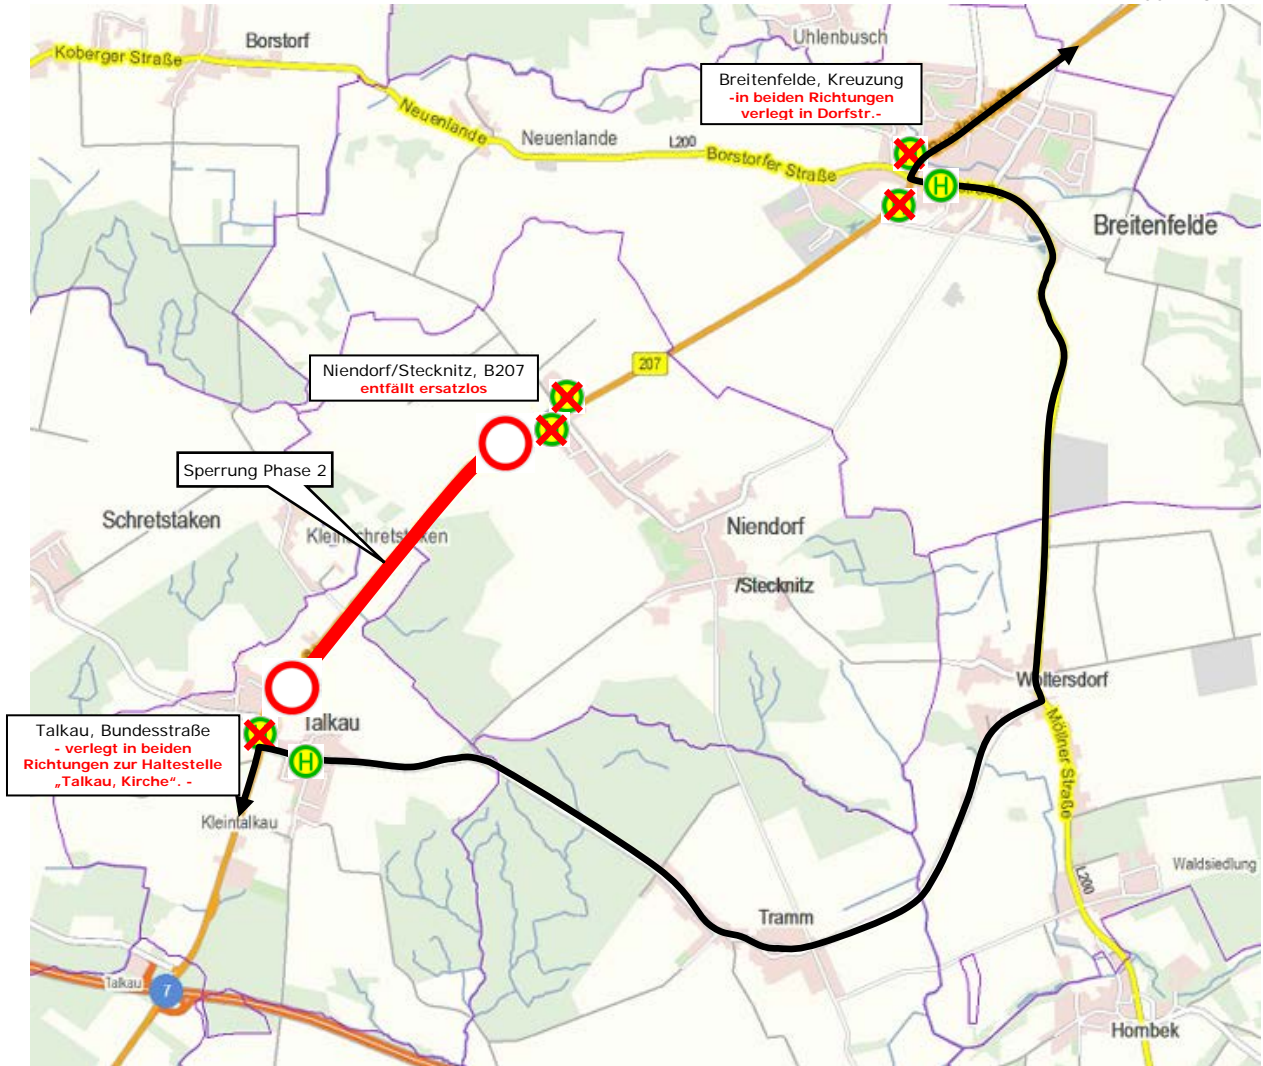 Uhlenbusch
Borstorf
Koberger Straße
Breitenfelde, Kreuzung
-in beiden Richtungen
verlegt in Dorfstr.-
Neuenlande
Neuenlande
L200
Borstorfer Straße
H
Breitenfelde
207
Niendorf/Stecknitz, B207
entfällt ersatzlos
Sperrung Phase 2
Schretstaken
Niendorf
/Stecknitz
Woltersdorf
Möllner Straße
Talkau
Talkau, Bundesstraße
- verlegt in beiden
Richtungen zur Haltestelle
„Talkau, Kirche“. -
H
Kleintalkau
Waldsiedlung
L200
Tramm
Talkau
7
Hornbek